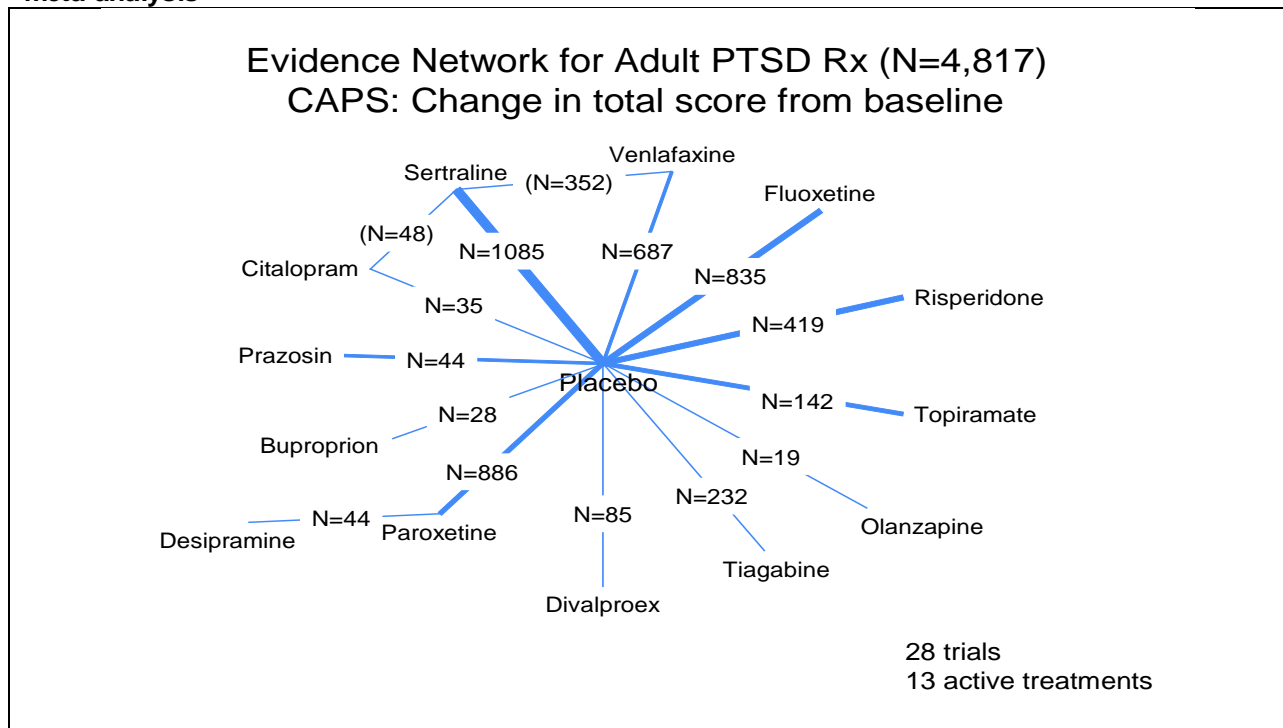 meta-analysis
Evidence Network for Adult PTSD Rx (N=4,817)
CAPS: Change in total score from baseline
Venlafaxine
Sertraline
(N=352)
Fluoxetine
(N=48)
N=1085
N=687
Citalopram
N=835
Risperidone
N=35
N=419
Prazosin
N=44
Placebo
N=142
Topiramate
N=28
Buproprion
N=886
N=19
N=232
Olanzapine
N=44
N=85
Desipramine
Paroxetine
Tiagabine
Divalproex
28 trials
13 active treatments